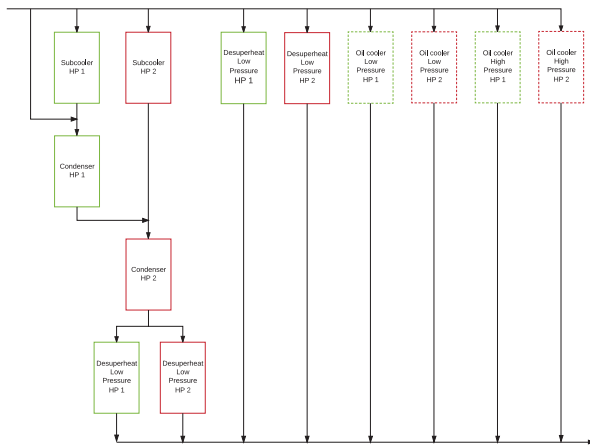 Subcooler
HP 1
Subcooler
HP 2
Desuperheat
Low
Pressure
HP 1
Desuperheat
Low
Pressure
HP 2
Oil cooler
Low
Pressure
HP 1
Oil cooler
Low
Pressure
HP 2
Oil cooler
High
Pressure
HP 1
Oil cooler
High
Pressure
HP 2
Condenser
HP 1
Condenser
HP 2
Desuperheat
Low
Pressure
HP 1
Desuperheat
Low
Pressure
HP 2